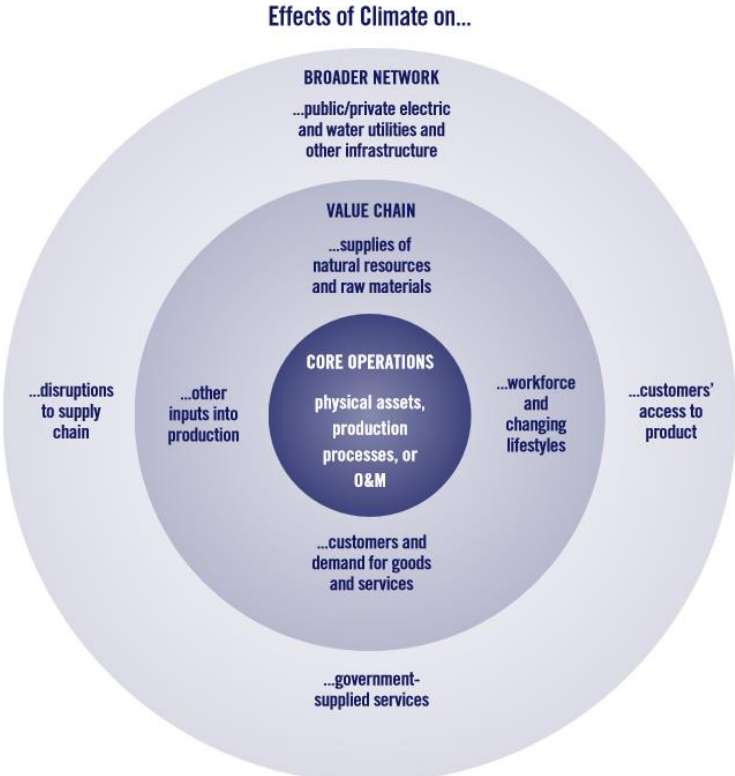 Effects of Climate on...
BROADER NETWORK
...public/private electric
and water utilities and
other infrastructure
VALUE CHAIN
...supplies of
natural resources
and raw materials
CORE OPERATIONS
physical assets,
production
processes, or
O&M
...disruptions
to supply
chain
...other
inputs into
production
...workforce
and
changing
lifestyles
...customers'
access to
product
...customers and
demand for goods
and services
...government-
supplied services